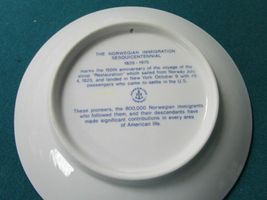 THE NORWEGIAN IMMIGRATION
SESQUICENTENNIAL
1825 - 1975
marks the 150th anniversary of the voyage of the
sloop "Restauration" which sailed from Norway July
4, 1825, and landed in New York October 9 with
passengers who came to settle in the U.S.
These pioneers, the 800,000 Norwegian immigrants
who followed them, and their descendants have
made significant contributions in every area
of American life.